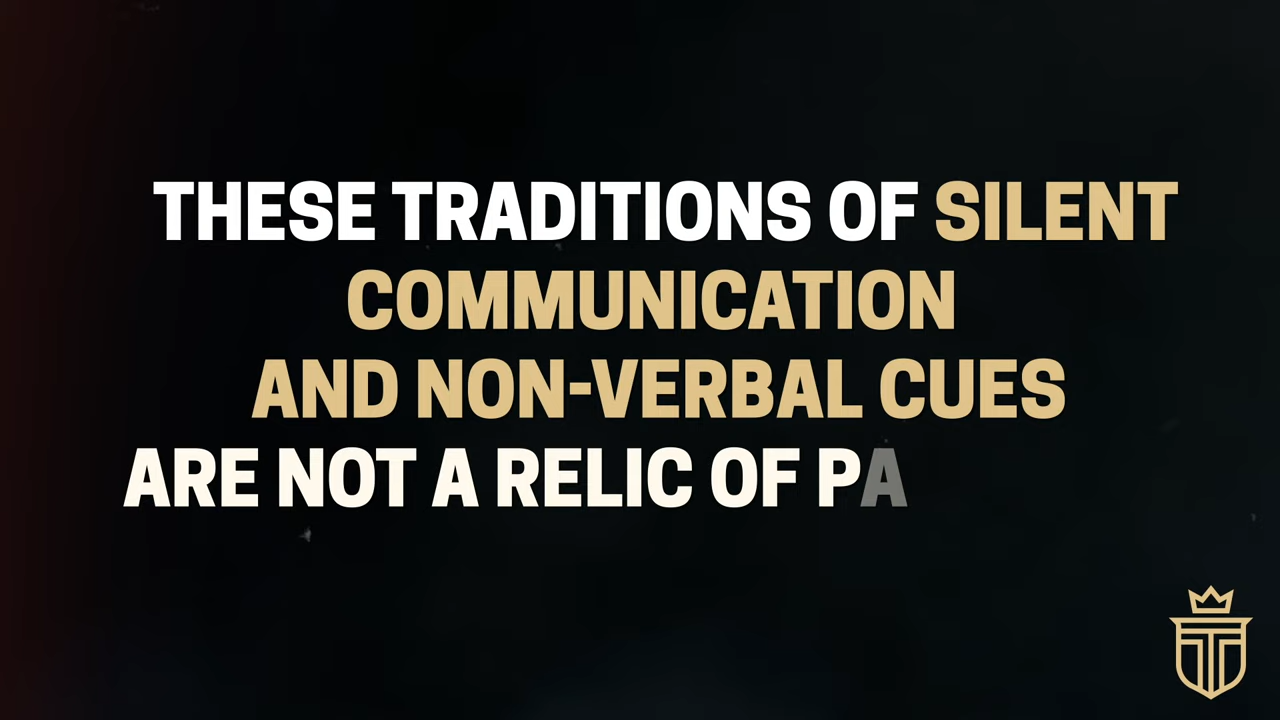 THESE TRADITIONS OF SILENT
COMMUNICATION
AND NON-VERBAL CUES
ARE NOT A RELIC OF PA